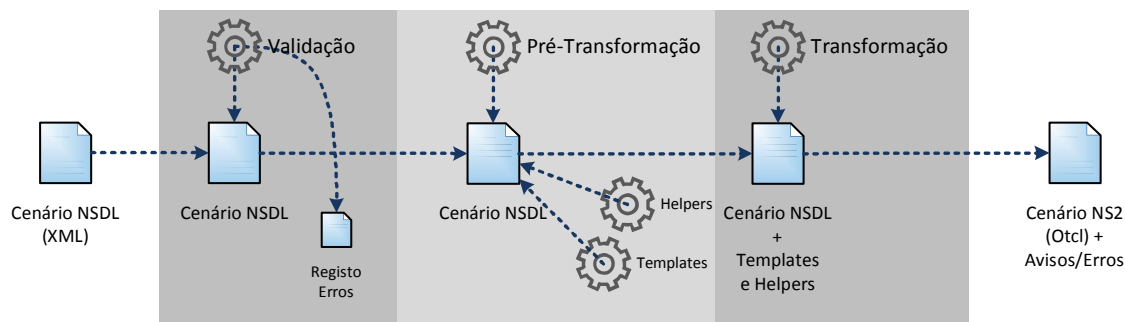 Validação
Pré-Transformação
Transformação
Cenário NSDL
(XML)
Cenário NSDL
Registo
Erros
Cenário NSDL
Helpers
Templates
Cenário NSDL
+
Templates
e Helpers
Cenário NS2
(Otcl) +
Avisos/Erros